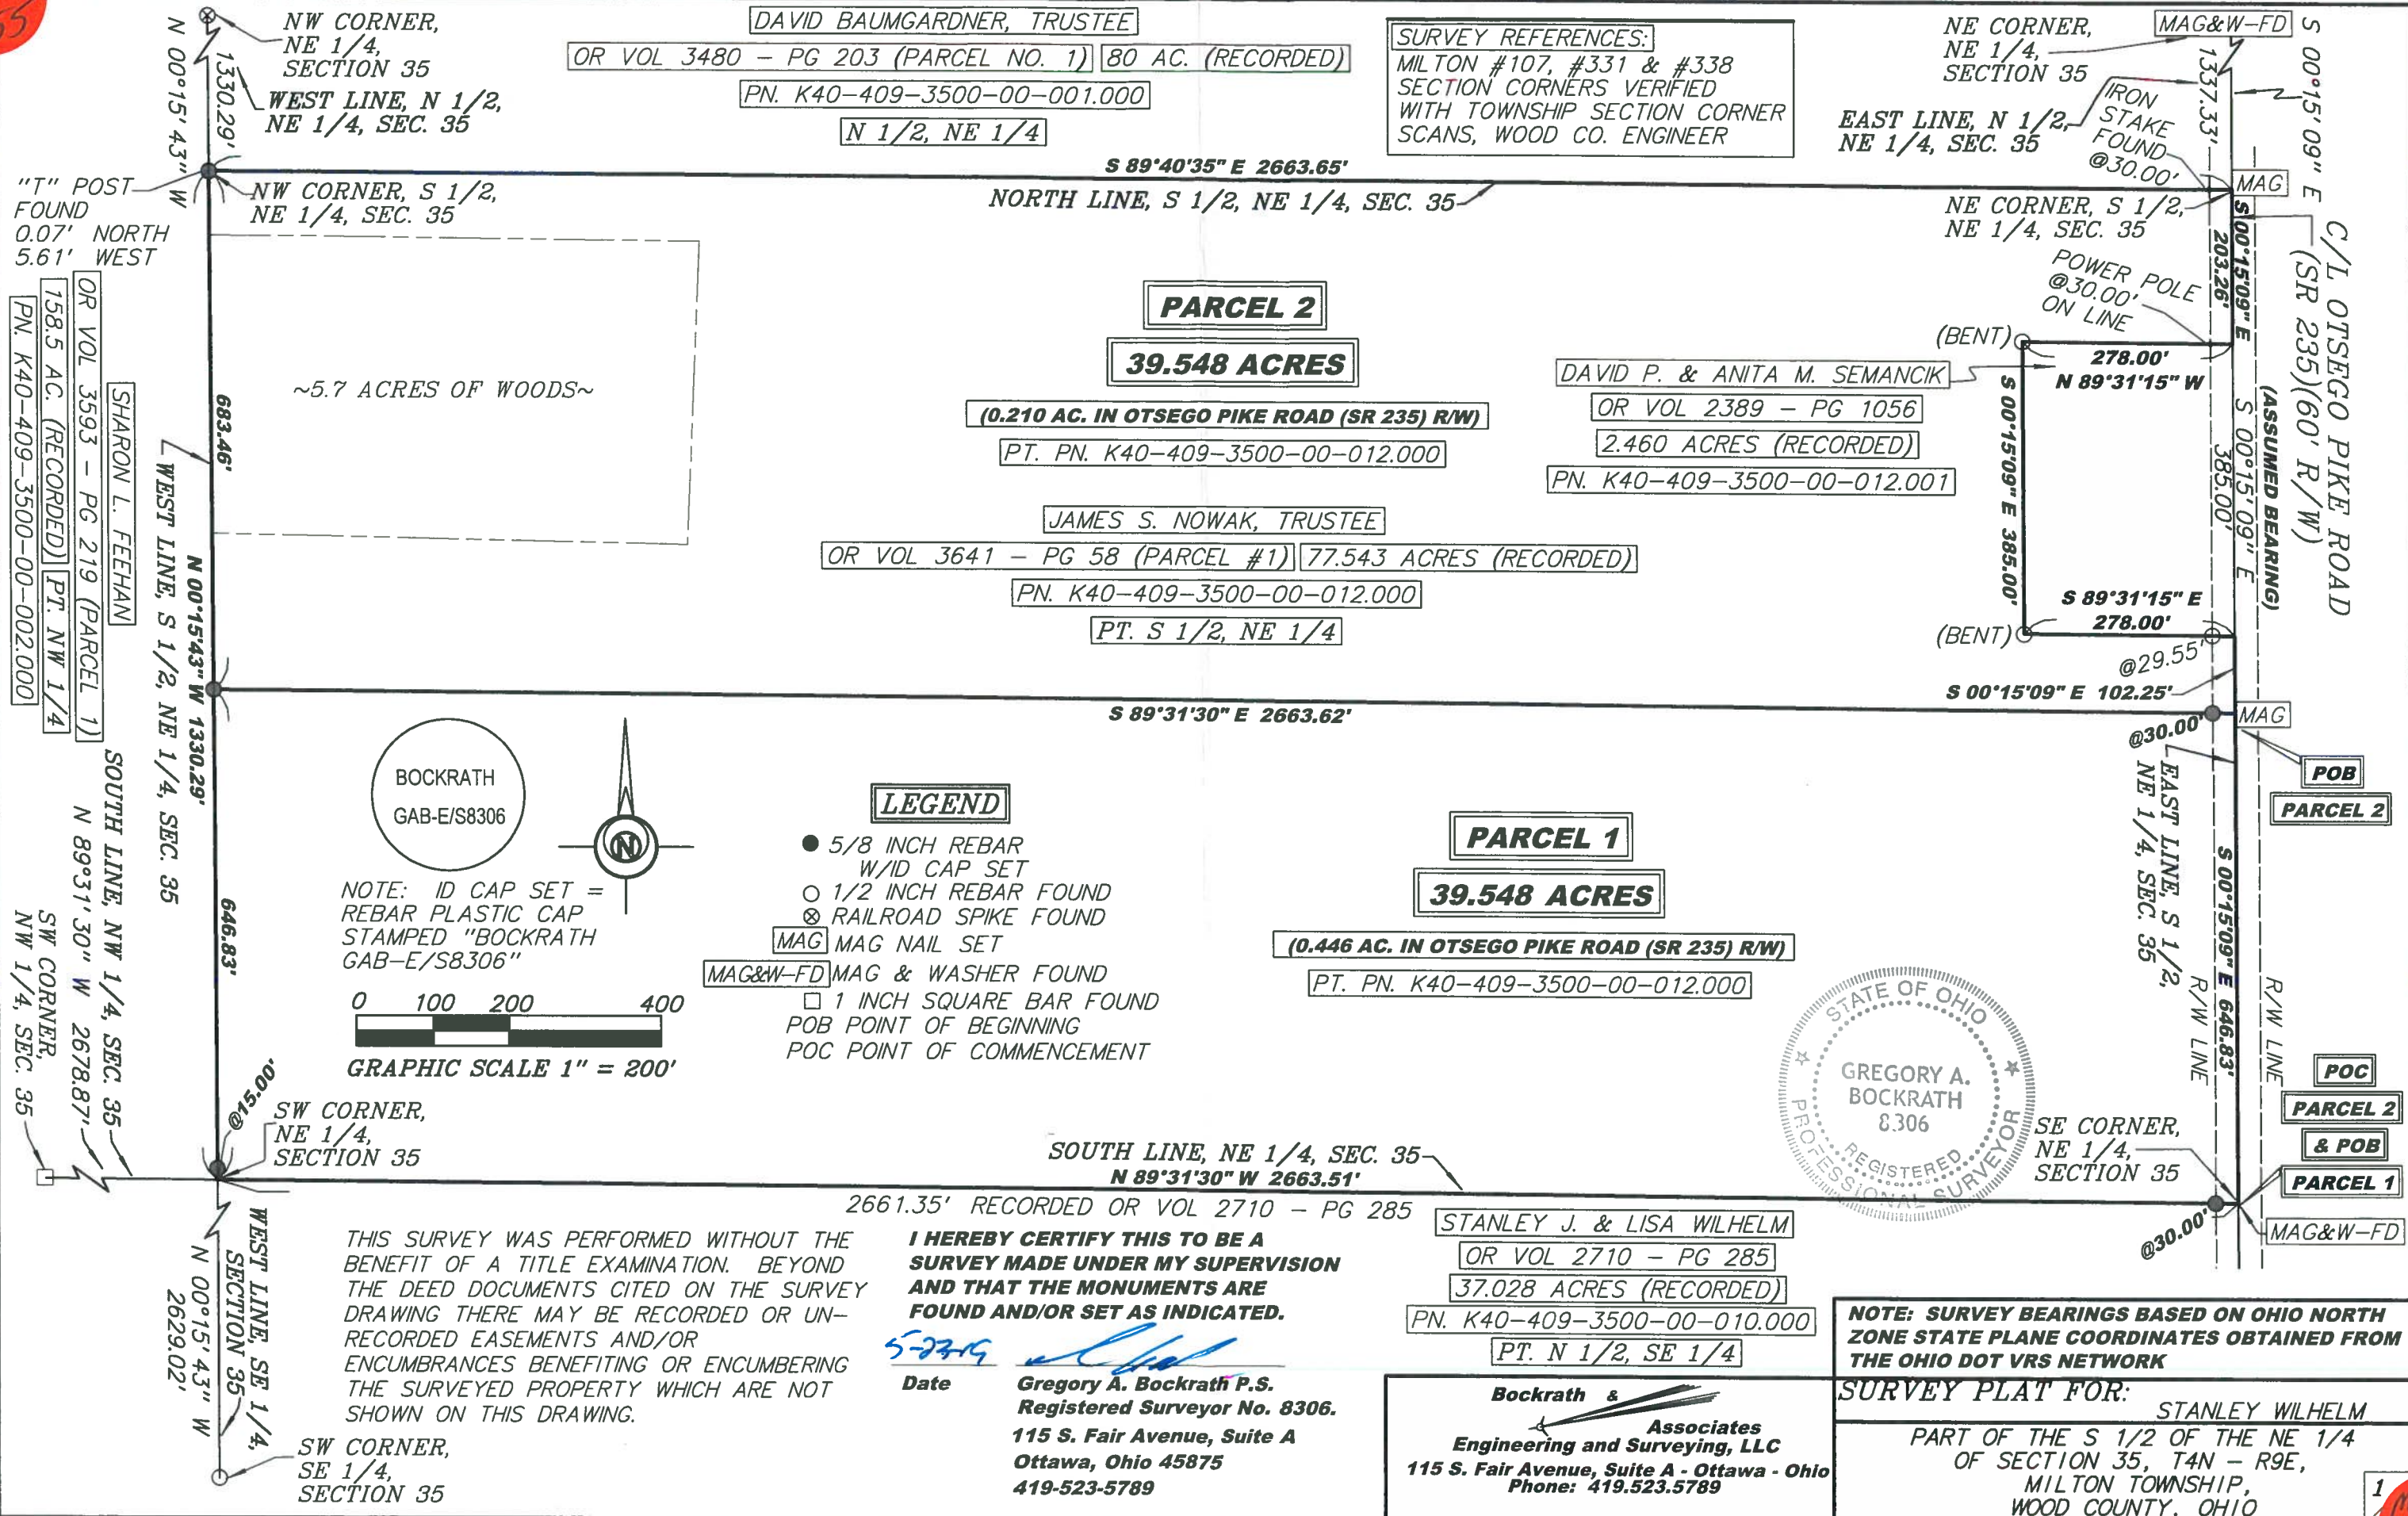 55
NW CORNER,
NE 1/4,
SECTION 35
N 00°15'43" W
1330.29'
WEST LINE, N 1/2,
NE 1/4, SEC. 35
DAVID BAUMGARDNER, TRUSTEE
OR VOL 3480 – PG 203 (PARCEL NO. 1) 80 AC. (RECORDED)
PN. K40–409–3500–00–001.000
N 1/2, NE 1/4
SURVEY REFERENCES:
MILTON #107, #331 & #338
SECTION CORNERS VERIFIED
WITH TOWNSHIP SECTION CORNER
SCANS, WOOD CO. ENGINEER
NE CORNER,
NE 1/4,
SECTION 35
MAG&W–FD
S 00°15'09" E
1337.33'
EAST LINE, N 1/2,
NE 1/4, SEC. 35
IRON
STAKE
FOUND
@30.00'
MAG
"T" POST
FOUND
0.07' NORTH
5.61' WEST
NW CORNER, S 1/2,
NE 1/4, SEC. 35
S 89°40'35" E 2663.65'
NORTH LINE, S 1/2, NE 1/4, SEC. 35
NE CORNER, S 1/2,
NE 1/4, SEC. 35
S 00°15'09" E
203.26'
C/L OTSEGO PIKE ROAD
(SR 235)(60' R/W)
POWER POLE
@30.00'
ON LINE
PARCEL 2
39.548 ACRES
(0.210 AC. IN OTSEGO PIKE ROAD (SR 235) R/W)
PT. PN. K40–409–3500–00–012.000
~5.7 ACRES OF WOODS~
(BENT)
278.00'
N 89°31'15" W
DAVID P. & ANITA M. SEMANCIK
OR VOL 2389 – PG 1056
2.460 ACRES (RECORDED)
PN. K40–409–3500–00–012.001
S 00°15'09" E 385.00'
(ASSUMED BEARING)
S 00°15'09" E
385.00'
S 89°31'15" E
278.00'
(BENT)
@29.55'
JAMES S. NOWAK, TRUSTEE
OR VOL 3641 – PG 58 (PARCEL #1) 77.543 ACRES (RECORDED)
PN. K40–409–3500–00–012.000
PT. S 1/2, NE 1/4
SHARON L. FEEHAN
OR VOL 3593 – PG 219 (PARCEL 1)
158.5 AC. (RECORDED) PT. NW 1/4
PN. K40–409–3500–00–002.000
683.46'
N 00°15'43" W 1330.29'
WEST LINE, S 1/2, NE 1/4, SEC. 35
S 00°15'09" E 102.25'
S 89°31'30" E 2663.62'
MAG
@30.00'
POB
PARCEL 2
EAST LINE, S 1/2,
NE 1/4, SEC. 35
BOCKRATH
GAB-E/S8306
N
NOTE: ID CAP SET =
REBAR PLASTIC CAP
STAMPED "BOCKRATH
GAB–E/S8306"
0 100 200 400
GRAPHIC SCALE 1" = 200'
LEGEND
5/8 INCH REBAR
W/ID CAP SET
1/2 INCH REBAR FOUND
RAILROAD SPIKE FOUND
MAG MAG NAIL SET
MAG&W–FD MAG & WASHER FOUND
1 INCH SQUARE BAR FOUND
POB POINT OF BEGINNING
POC POINT OF COMMENCEMENT
PARCEL 1
39.548 ACRES
(0.446 AC. IN OTSEGO PIKE ROAD (SR 235) R/W)
PT. PN. K40–409–3500–00–012.000
S 00°15'09" E 646.83'
R/W LINE
R/W LINE
STATE OF OHIO
GREGORY A.
BOCKRATH
8306
REGISTERED
PROFESSIONAL SURVEYOR
646.83'
SOUTH LINE, NW 1/4, SEC. 35
N 89°31'30" W 2678.87'
SW CORNER,
NW 1/4, SEC. 35
@15.00'
SW CORNER,
NE 1/4,
SECTION 35
SOUTH LINE, NE 1/4, SEC. 35
N 89°31'30" W 2663.51'
2661.35' RECORDED OR VOL 2710 – PG 285
SE CORNER,
NE 1/4,
SECTION 35
POC
PARCEL 2
& POB
PARCEL 1
MAG&W–FD
@30.00'
WEST LINE, SE 1/4,
SECTION 35
N 00°15'43" W
2629.02'
SW CORNER,
SE 1/4,
SECTION 35
THIS SURVEY WAS PERFORMED WITHOUT THE
BENEFIT OF A TITLE EXAMINATION. BEYOND
THE DEED DOCUMENTS CITED ON THE SURVEY
DRAWING THERE MAY BE RECORDED OR UN–
RECORDED EASEMENTS AND/OR
ENCUMBRANCES BENEFITING OR ENCUMBERING
THE SURVEYED PROPERTY WHICH ARE NOT
SHOWN ON THIS DRAWING.
I HEREBY CERTIFY THIS TO BE A
SURVEY MADE UNDER MY SUPERVISION
AND THAT THE MONUMENTS ARE
FOUND AND/OR SET AS INDICATED.
5-23-19
Date
Gregory A. Bockrath P.S.
Registered Surveyor No. 8306.
115 S. Fair Avenue, Suite A
Ottawa, Ohio 45875
419-523-5789
STANLEY J. & LISA WILHELM
OR VOL 2710 – PG 285
37.028 ACRES (RECORDED)
PN. K40–409–3500–00–010.000
PT. N 1/2, SE 1/4
Bockrath &
Associates
Engineering and Surveying, LLC
115 S. Fair Avenue, Suite A - Ottawa - Ohio
Phone: 419.523.5789
NOTE: SURVEY BEARINGS BASED ON OHIO NORTH
ZONE STATE PLANE COORDINATES OBTAINED FROM
THE OHIO DOT VRS NETWORK
SURVEY PLAT FOR:
STANLEY WILHELM
PART OF THE S 1/2 OF THE NE 1/4
OF SECTION 35, T4N – R9E,
MILTON TOWNSHIP,
WOOD COUNTY, OHIO
1